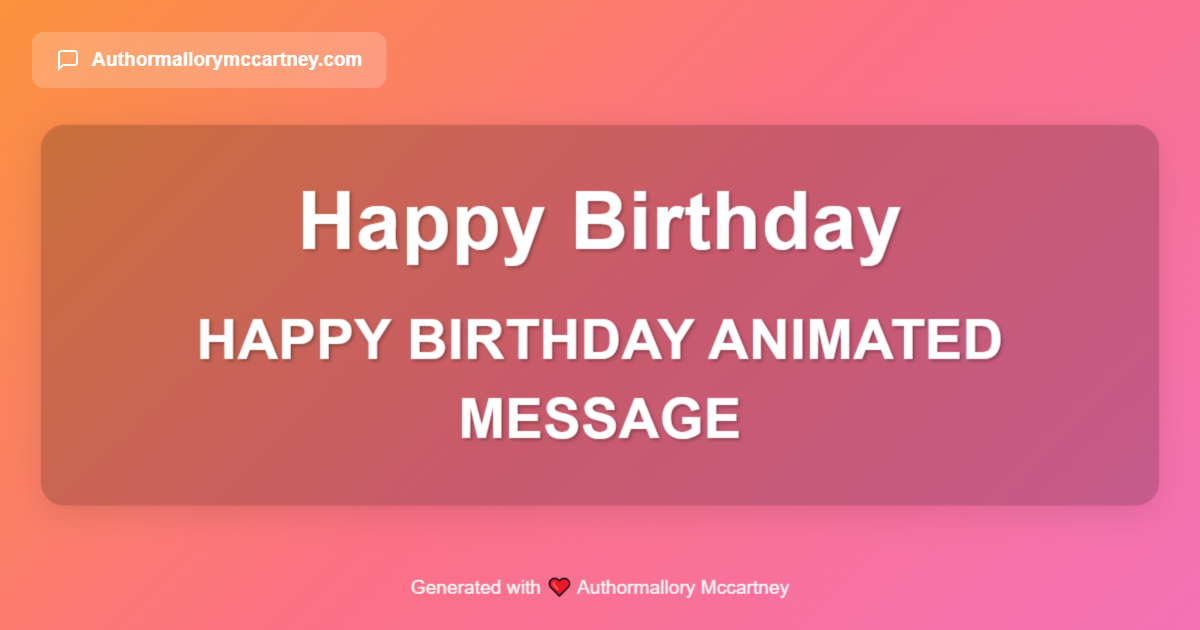 Authormallorymccartney.com
Happy Birthday
HAPPY BIRTHDAY ANIMATED
MESSAGE
Generated with ❤️ Authormallory Mccartney